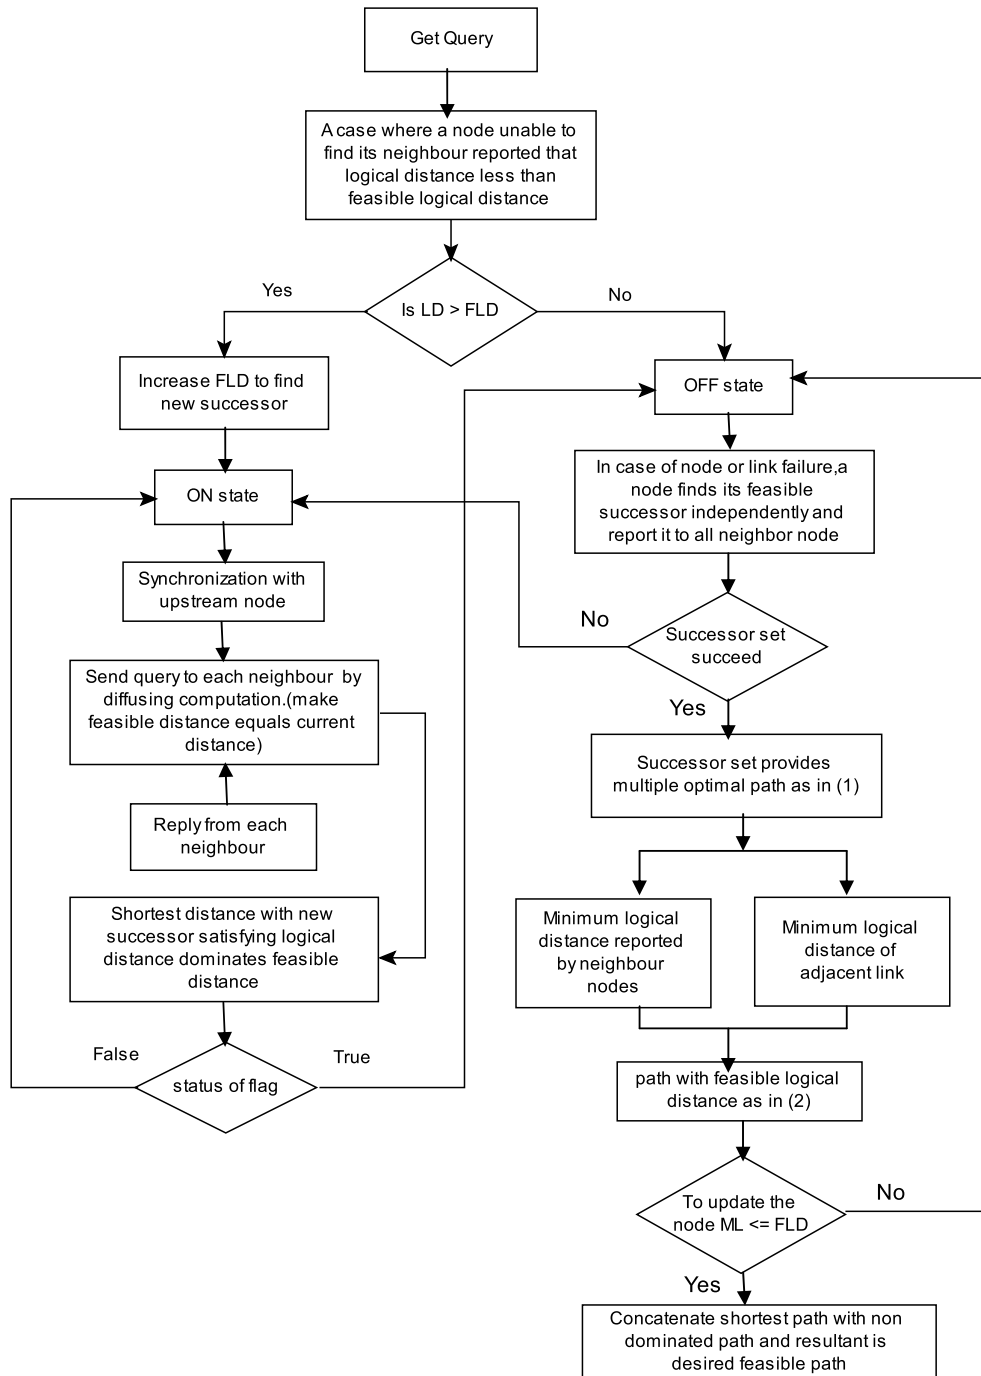 Get Query
A case where a node unable to
find its neighbour reported that
logical distance less than
feasible logical distance
Is LD > FLD
Yes
No
Increase FLD to find
new successor
OFF state
ON state
In case of node or link failure,a
node finds its feasible
successor independently and
report it to all neighbor node
Synchronization with
upstream node
No
Successor set
succeed
Send query to each neighbour by
diffusing computation.(make
feasible distance equals current
distance)
Yes
Successor set provides
multiple optimal path as in (1)
Reply from each
neighbour
Shortest distance with new
successor satisfying logical
distance dominates feasible
distance
Minimum logical
distance reported
by neighbour
nodes
Minimum logical
distance of
adjacent link
False
True
status of flag
path with feasible logical
distance as in (2)
To update the
node ML <= FLD
No
Yes
Concatenate shortest path with non
dominated path and resultant is
desired feasible path